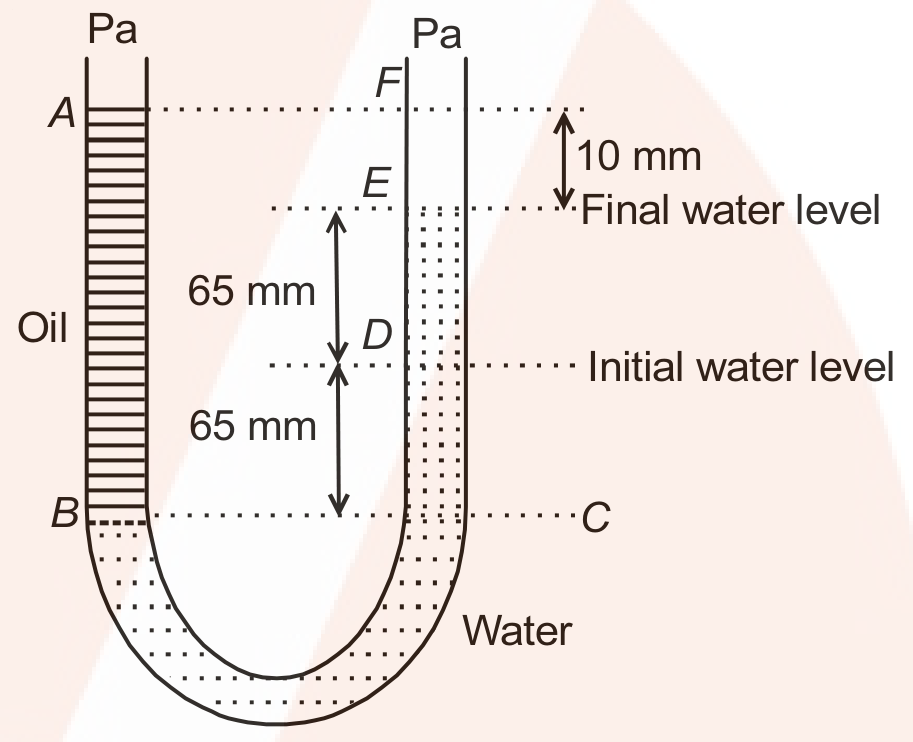 Pa
Pa
F
A
10 mm
E
Final water level
65 mm
D
Oil
Initial water level
65 mm
B
C
Water